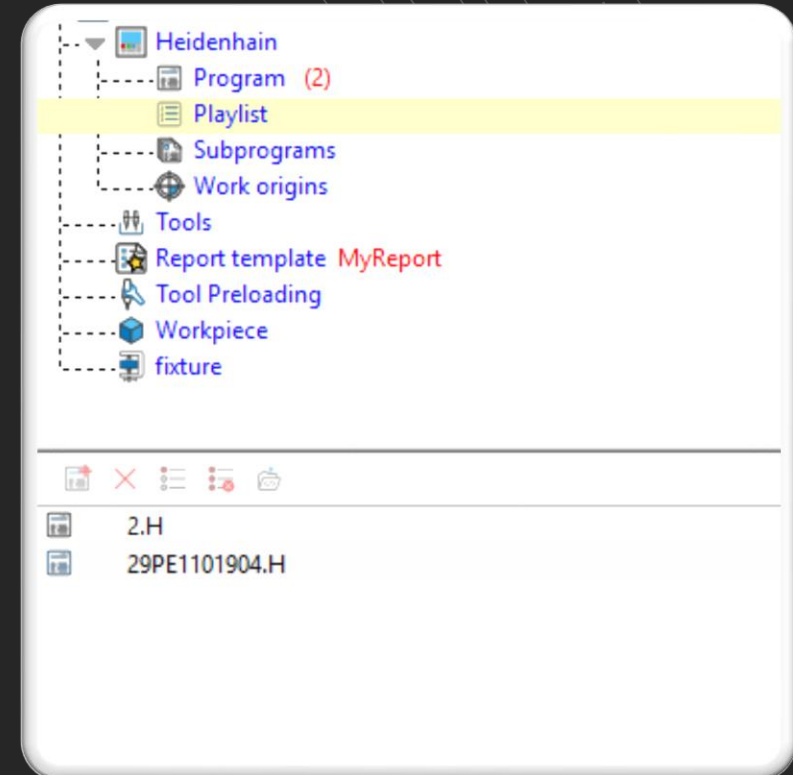 Heidenhain
Program (2)
Playlist
Subprograms
Work origins
Tools
Report template MyReport
Tool Preloading
Workpiece
fixture
2.H
29PE1101904.H